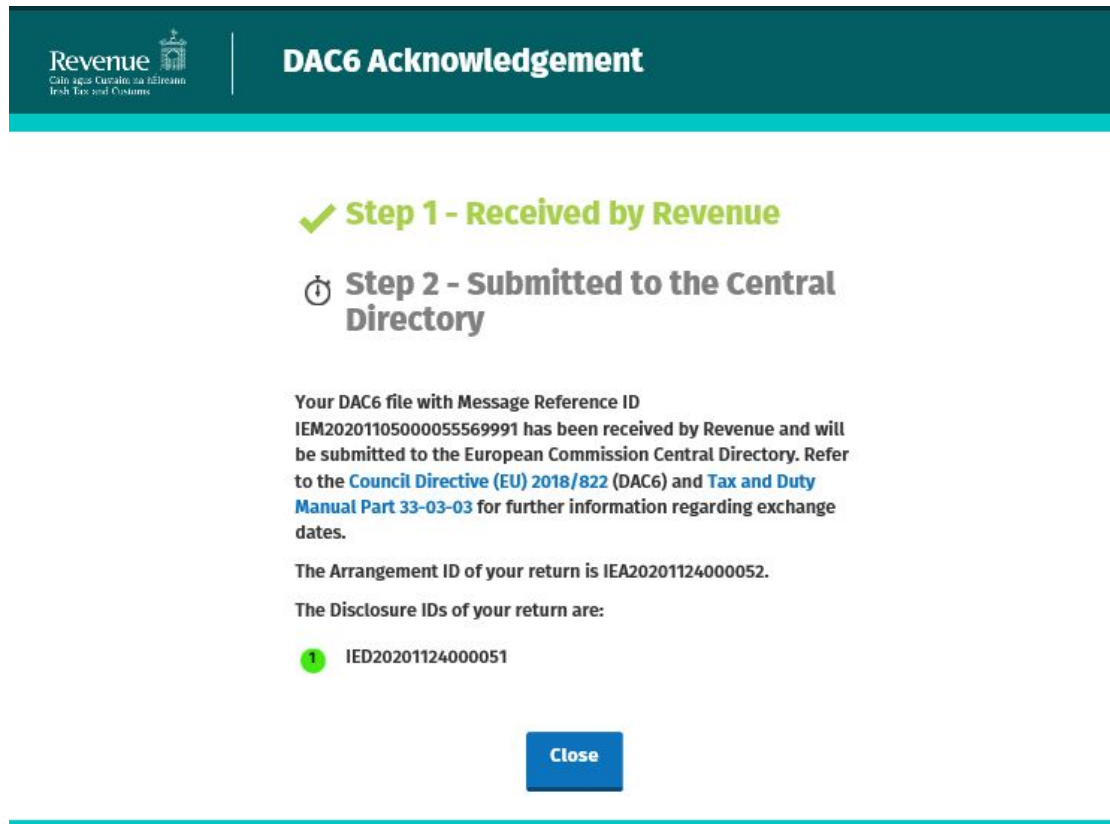 Revenue
Cáin agus Custaim na hÉireann
Irish Tax and Customs
DAC6 Acknowledgement
Step 1 - Received by Revenue
Step 2 - Submitted to the Central
Directory
Your DAC6 file with Message Reference ID
IEM20201105000055569991 has been received by Revenue and will
be submitted to the European Commission Central Directory. Refer
to the Council Directive (EU) 2018/822 (DAC6) and Tax and Duty
Manual Part 33-03-03 for further information regarding exchange
dates.
The Arrangement ID of your return is IEA20201124000052.
The Disclosure IDs of your return are:
1 IED20201124000051
Close